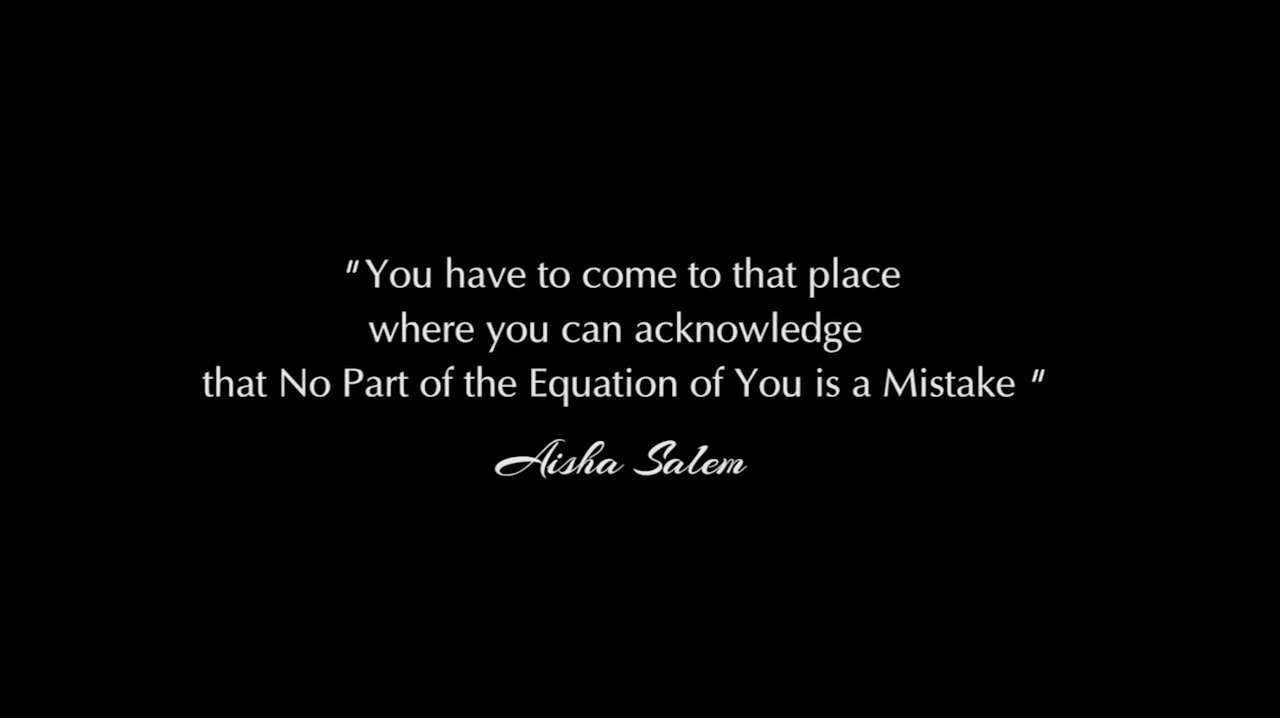 "You have to come to that place
where you can acknowledge
that No Part of the Equation of You is a Mistake "
Aisha Salem